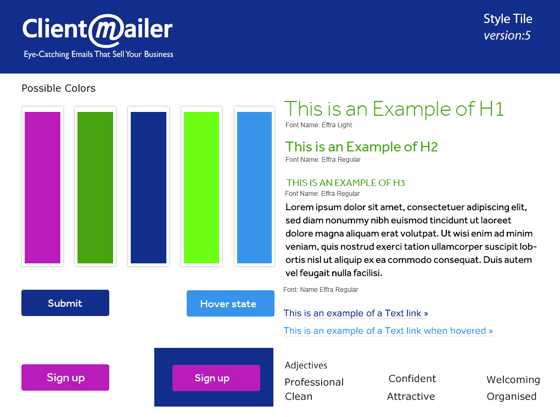 Client@mailer
Eye-Catching Emails That Sell Your Business
Style Tile
version:5
Possible Colors
This is an Example of H1
Font Name: Effra Light
This is an Example of H2
Font Name: Effra Regular
THIS IS AN EXAMPLE OF H3
Font Name: Effra Regular
Lorem ipsum dolor sit amet, consectetuer adipiscing elit,
sed diam nonummy nibh euismod tincidunt ut laoreet
dolore magna aliquam erat volutpat. Ut wisi enim ad minim
veniam, quis nostrud exerci tation ullamcorper suscipit lob-
ortis nisl ut aliquip ex ea commodo consequat. Duis autem
vel feugait nulla facilisi.
Font: Name Effra Regular
Submit
Hover state
This is an example of a Text link »
This is an example of a Text link when hovered »
Sign up
Sign up
Adjectives
Professional
Confident
Welcoming
Clean
Attractive
Organised